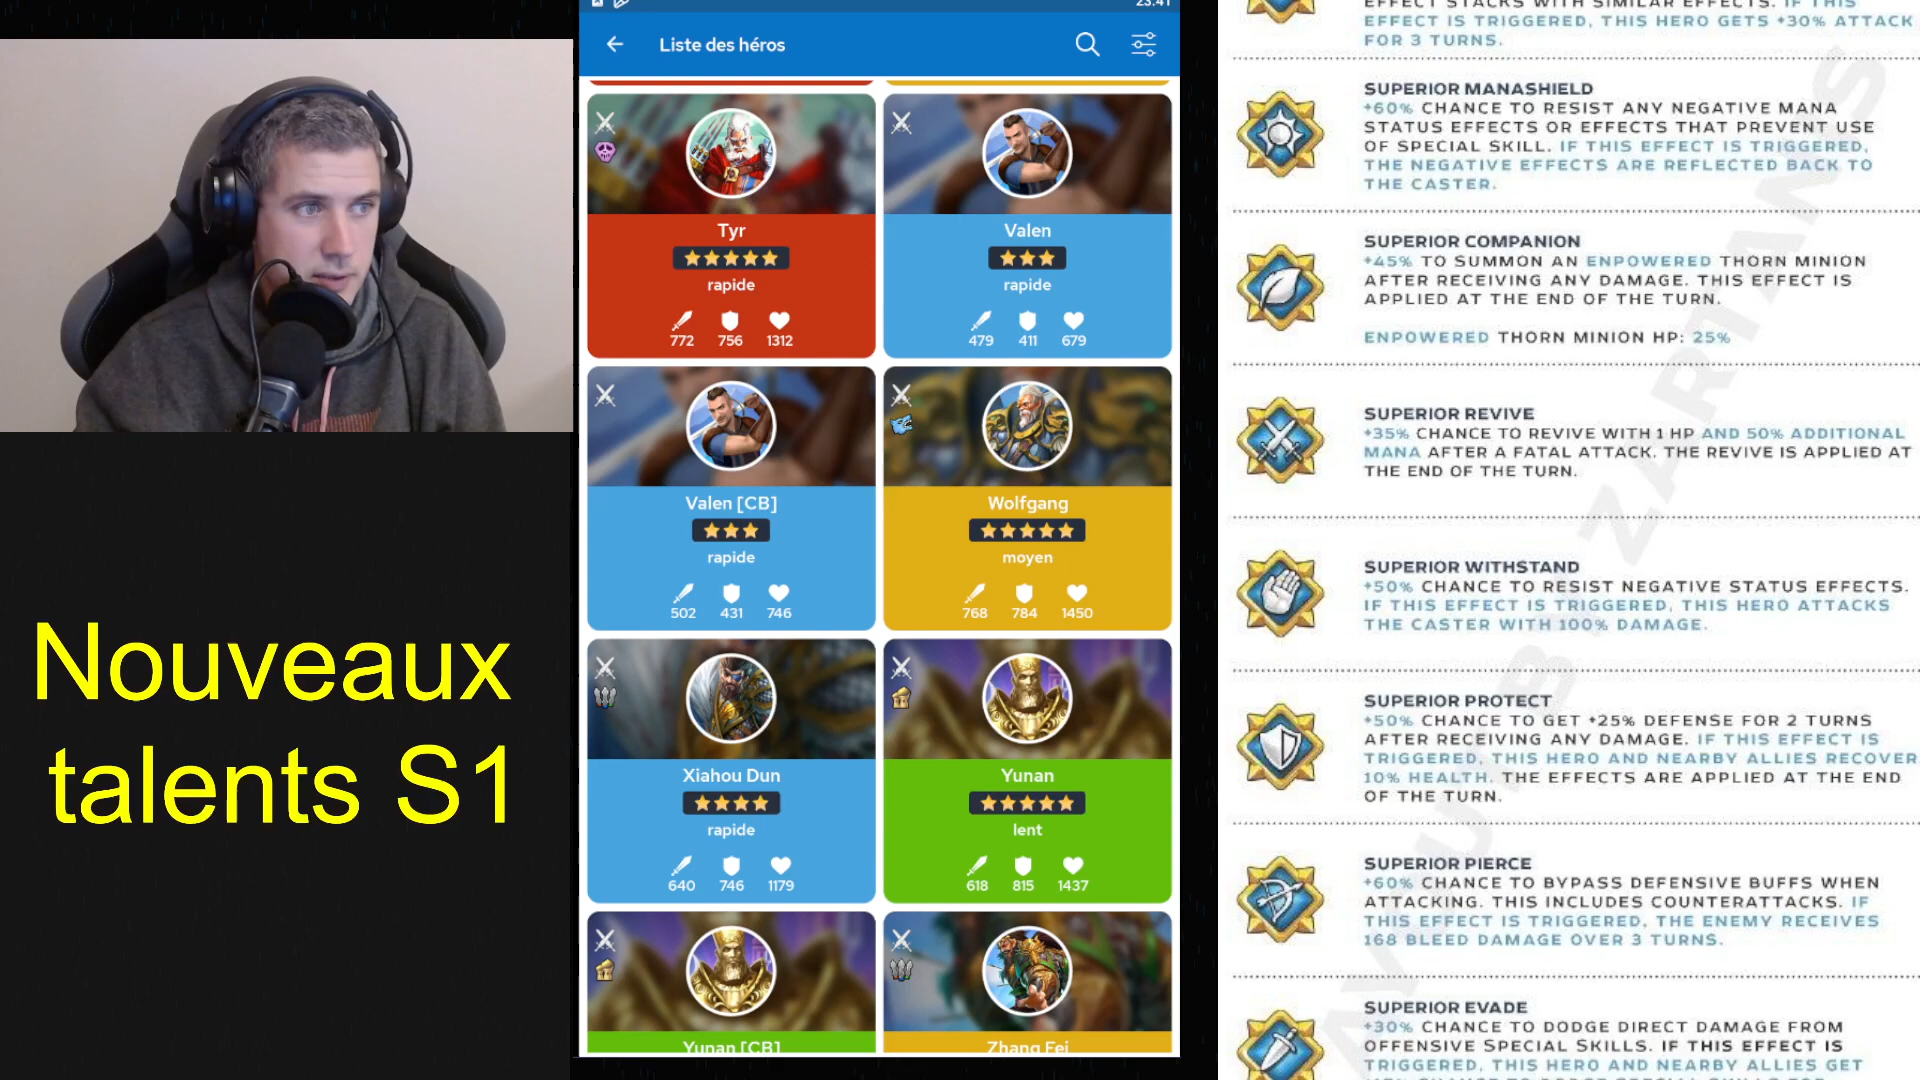 Nouveaux
talents S1
23:41
Liste des héros
Tyr
rapide
772 756 1312
Valen
rapide
479 411 679
Valen [CB]
rapide
502 431 746
Wolfgang
moyen
768 784 1450
Xiahou Dun
rapide
640 746 1179
Yunan
lent
618 815 1437
Yunan [CB]
Zhang Fei
EFFECT STACKS WITH SIMILAR EFFECTS. IF THIS
EFFECT IS TRIGGERED, THIS HERO GETS +30% ATTACK
FOR 3 TURNS.
SUPERIOR MANASHIELD
+60% CHANCE TO RESIST ANY NEGATIVE MANA
STATUS EFFECTS OR EFFECTS THAT PREVENT USE
OF SPECIAL SKILL. IF THIS EFFECT IS TRIGGERED,
THE NEGATIVE EFFECTS ARE REFLECTED BACK TO
THE CASTER.
SUPERIOR COMPANION
+45% TO SUMMON AN ENPOWERED THORN MINION
AFTER RECEIVING ANY DAMAGE. THIS EFFECT IS
APPLIED AT THE END OF THE TURN.
ENPOWERED THORN MINION HP: 25%
SUPERIOR REVIVE
+35% CHANCE TO REVIVE WITH 1 HP AND 50% ADDITIONAL
MANA AFTER A FATAL ATTACK. THE REVIVE IS APPLIED AT
THE END OF THE TURN.
SUPERIOR WITHSTAND
+50% CHANCE TO RESIST NEGATIVE STATUS EFFECTS.
IF THIS EFFECT IS TRIGGERED, THIS HERO ATTACKS
THE CASTER WITH 100% DAMAGE.
SUPERIOR PROTECT
+50% CHANCE TO GET +25% DEFENSE FOR 2 TURNS
AFTER RECEIVING ANY DAMAGE. IF THIS EFFECT IS
TRIGGERED, THIS HERO AND NEARBY ALLIES RECOVER
10% HEALTH. THE EFFECTS ARE APPLIED AT THE END
OF THE TURN.
SUPERIOR PIERCE
+60% CHANCE TO BYPASS DEFENSIVE BUFFS WHEN
ATTACKING. THIS INCLUDES COUNTERATTACKS. IF
THIS EFFECT IS TRIGGERED, THE ENEMY RECEIVES
168 BLEED DAMAGE OVER 3 TURNS.
SUPERIOR EVADE
+30% CHANCE TO DODGE DIRECT DAMAGE FROM
OFFENSIVE SPECIAL SKILLS. IF THIS EFFECT IS
TRIGGERED, THIS HERO AND NEARBY ALLIES GET